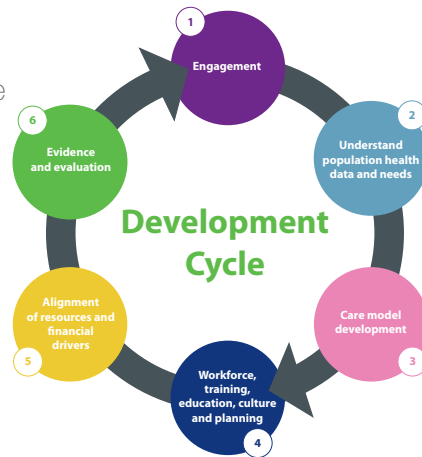 1
Engagement
e
6
Evidence
and evaluation
2
Understand
population health
data and needs
Development
Cycle
Alignment
of resources and
financial
drivers
5
Care model
development
3
Workforce,
training,
education, culture
and planning
4